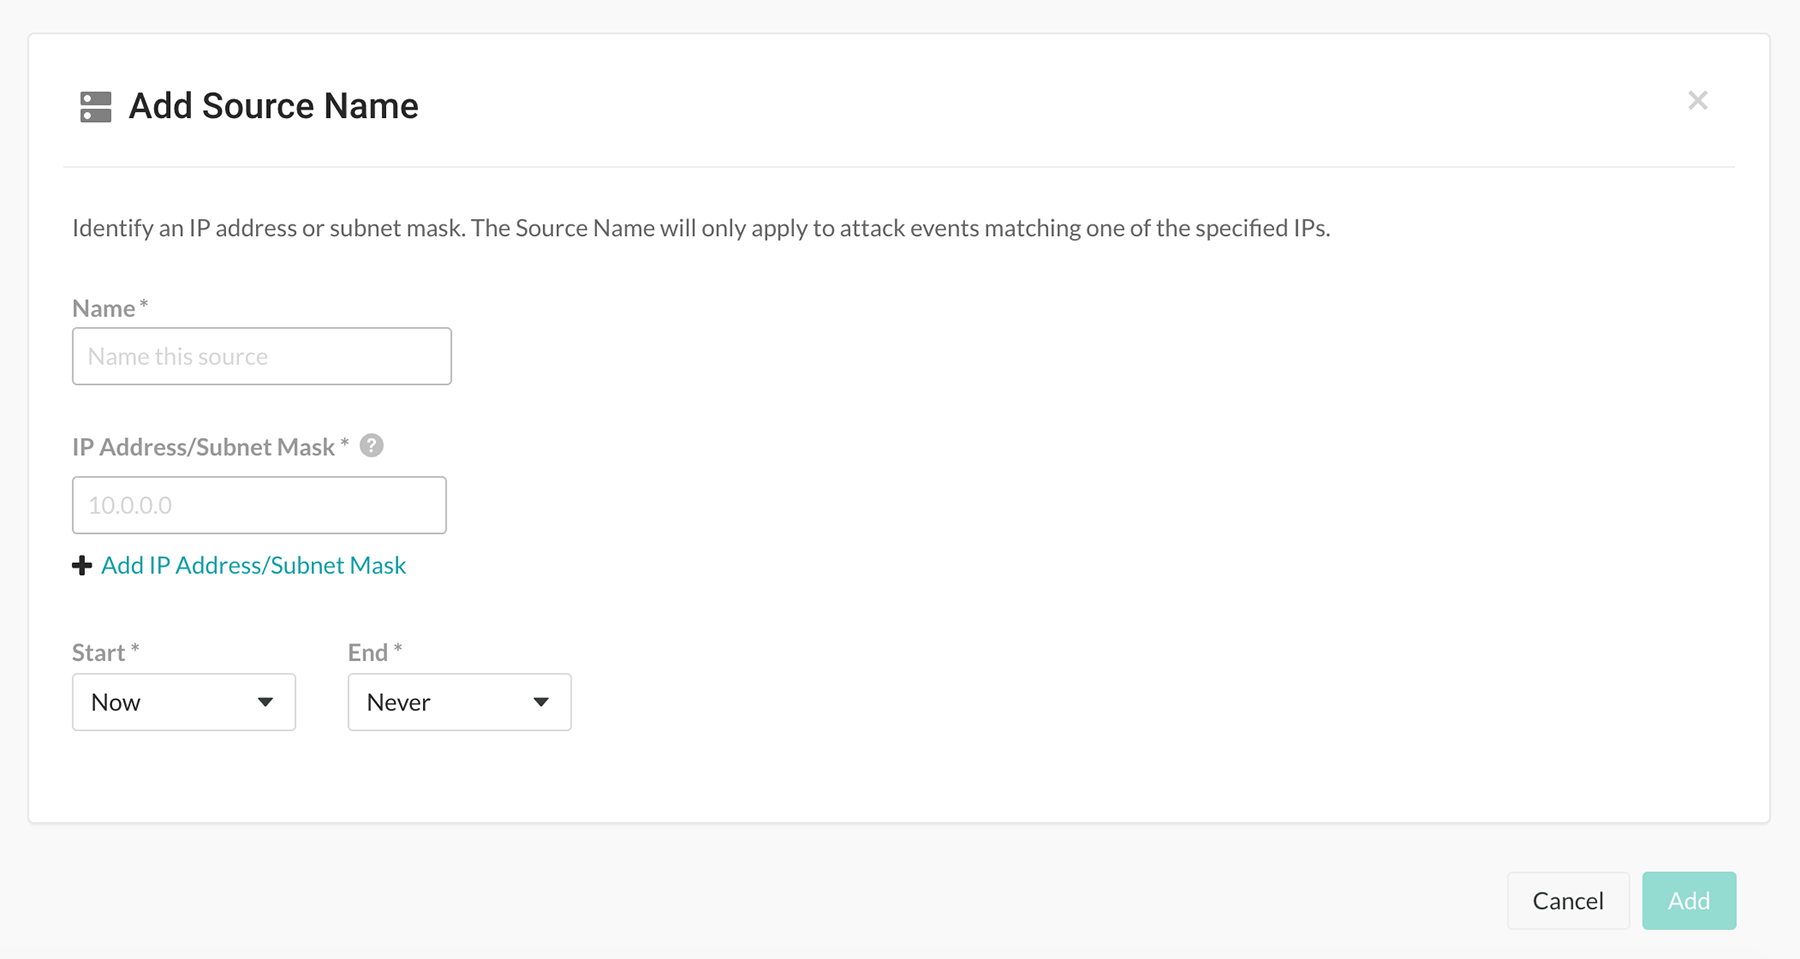 Add Source Name
Identify an IP address or subnet mask. The Source Name will only apply to attack events matching one of the specified IPs.
Name *
Name this source
IP Address/Subnet Mask * ?
10.0.0.0
Add IP Address/Subnet Mask
Start * End *
Now Never
Cancel Add